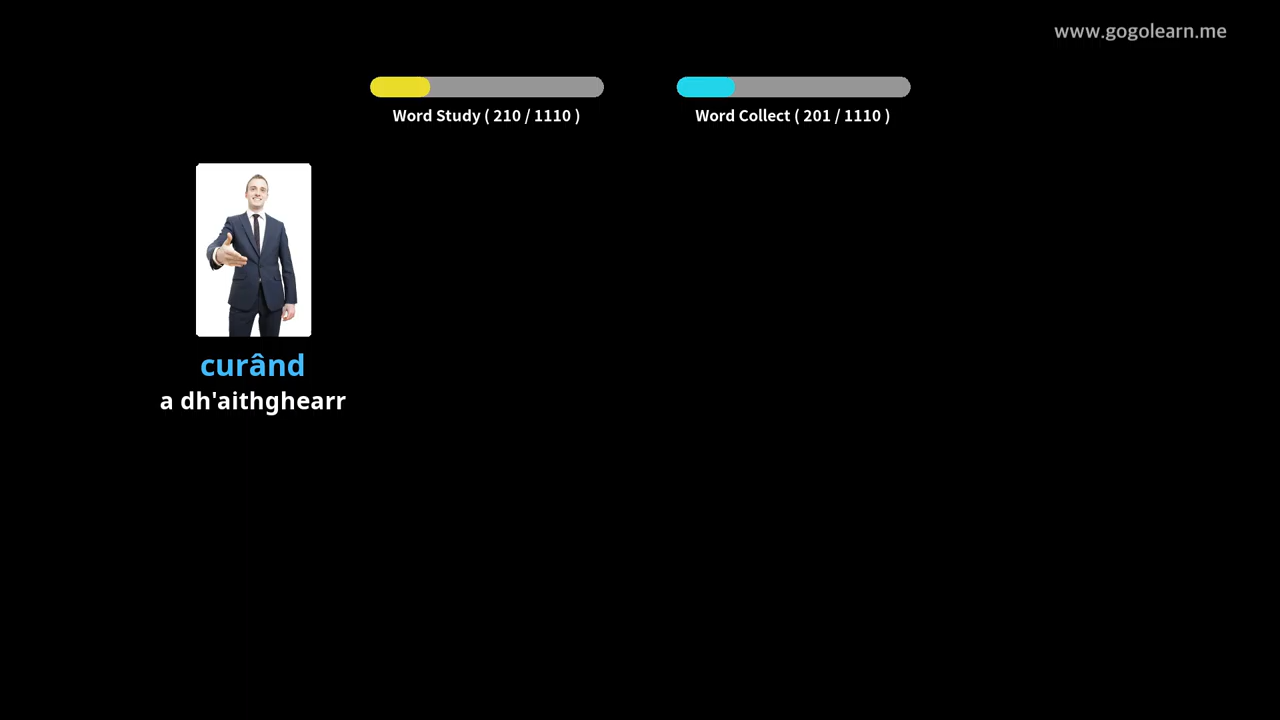 www.gogolearn.me
Word Study ( 210 / 1110 )
Word Collect ( 201 / 1110 )
curând
a dh'aithghearr